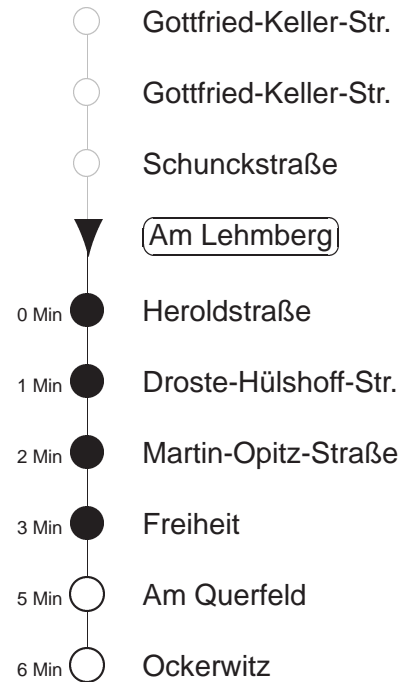 Gottfried-Keller-Str.
Gottfried-Keller-Str.
Schunckstraße
Am Lehmberg
0 Min Heroldstraße
1 Min Droste-Hülshoff-Str.
2 Min Martin-Opitz-Straße
3 Min Freiheit
5 Min Am Querfeld
6 Min Ockerwitz